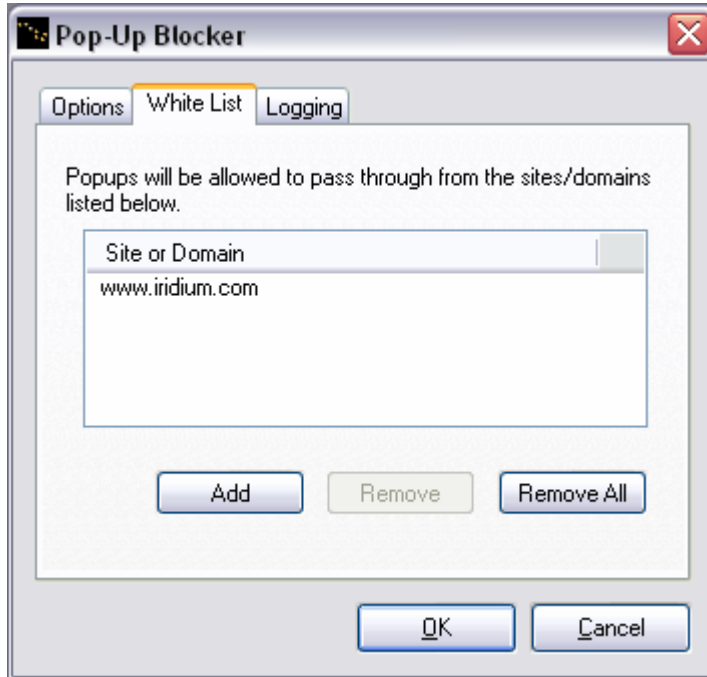 Pop-Up Blocker
Options White List Logging
Popups will be allowed to pass through from the sites/domains
listed below.
Site or Domain
www.iridium.com
Add Remove Remove All
OK Cancel